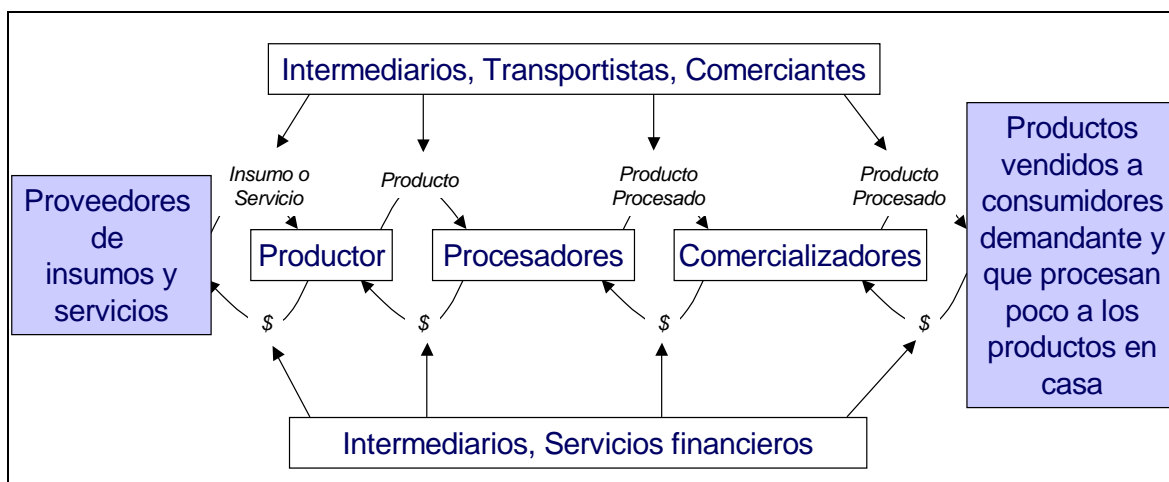 Intermediarios, Transportistas, Comerciantes
Insumo o
Servicio
Producto
Producto
Procesado
Producto
Procesado
Proveedores
de
insumos y
servicios
Productor
Procesadores
Comercializadores
Productos
vendidos a
consumidores
demandante y
que procesan
poco a los
productos en
casa
$
$
$
$
Intermediarios, Servicios financieros